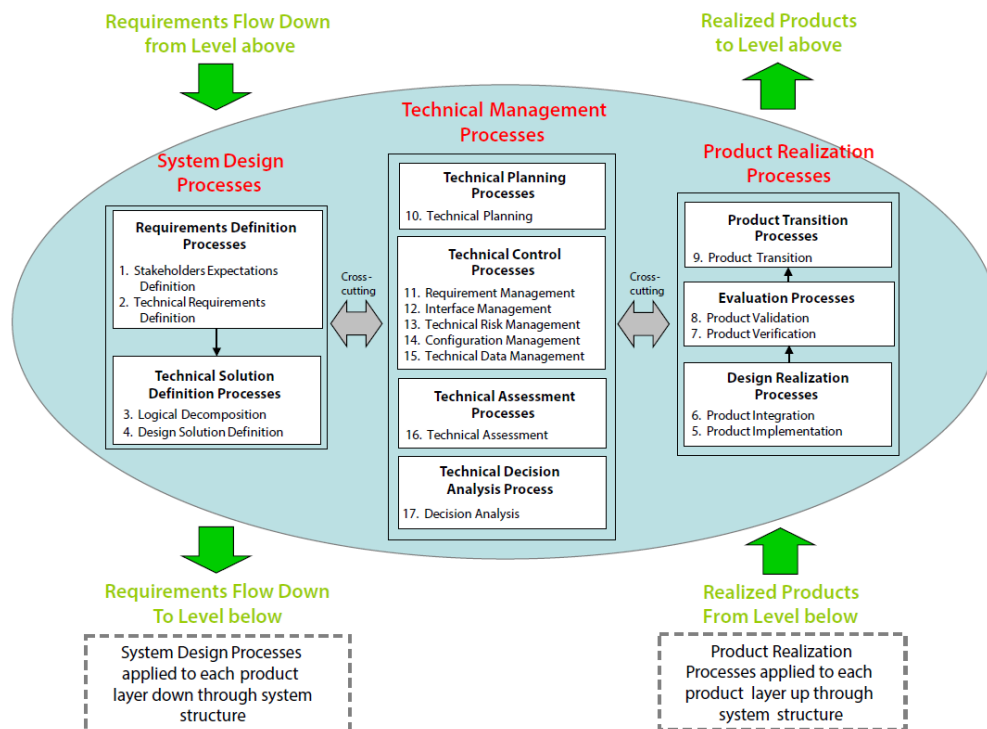 Requirements Flow Down
from Level above
Realized Products
to Level above
Technical Management
Processes
System Design
Processes
Product Realization
Processes
Requirements Definition
Processes
1. Stakeholders Expectations
Definition
2. Technical Requirements
Definition
Technical Solution
Definition Processes
3. Logical Decomposition
4. Design Solution Definition
Cross-
cutting
Technical Planning
Processes
10. Technical Planning
Technical Control
Processes
11. Requirement Management
12. Interface Management
13. Technical Risk Management
14. Configuration Management
15. Technical Data Management
Technical Assessment
Processes
16. Technical Assessment
Technical Decision
Analysis Process
17. Decision Analysis
Cross-
cutting
Product Transition
Processes
9. Product Transition
Evaluation Processes
8. Product Validation
7. Product Verification
Design Realization
Processes
6. Product Integration
5. Product Implementation
Requirements Flow Down
To Level below
System Design Processes
applied to each product
layer down through system
structure
Realized Products
From Level below
Product Realization
Processes applied to each
product layer up through
system structure